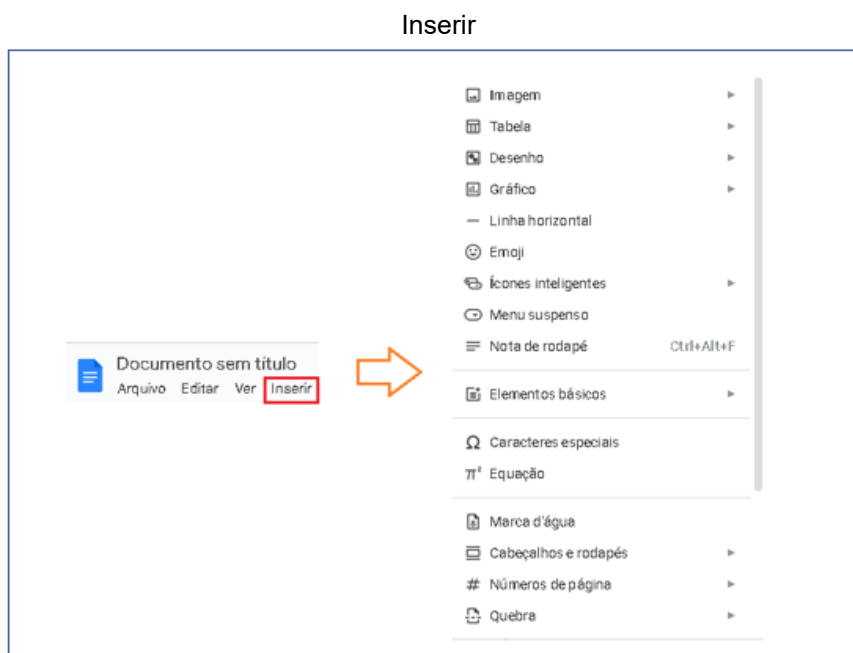 Inserir
Documento sem título
Arquivo Editar Ver Inserir
Imagem
Tabela
Desenho
Gráfico
Linha horizontal
Emoji
Ícones inteligentes
Menu suspenso
Nota de rodapé Ctrl+Alt+F
Elementos básicos
Ω Caracteres especiais
π² Equação
Marca d'água
Cabeçalhos e rodapés
# Números de página
Quebra